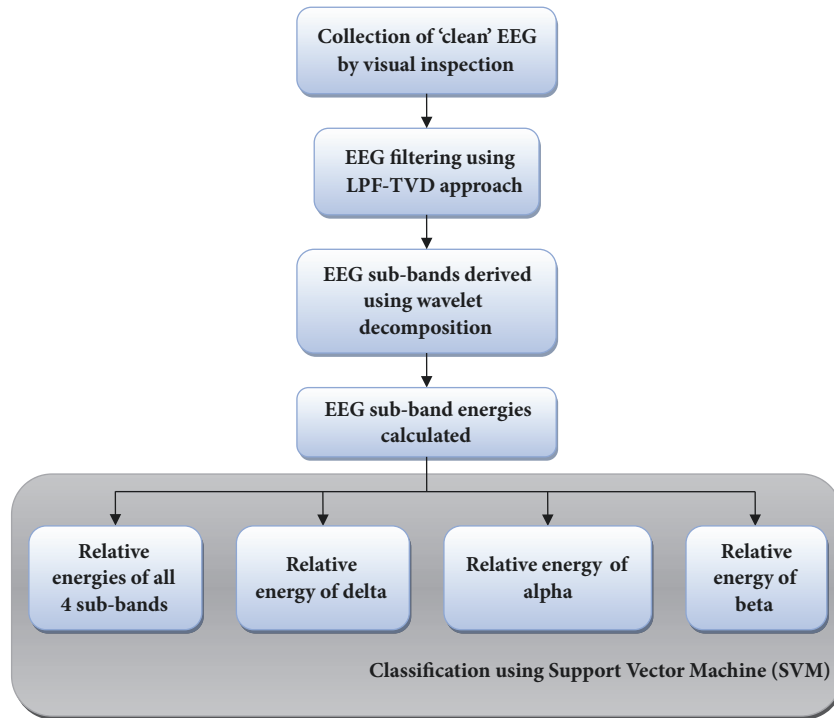 Collection of ‘clean’ EEG
by visual inspection
EEG filtering using
LPF-TVD approach
EEG sub-bands derived
using wavelet
decomposition
EEG sub-band energies
calculated
Relative
energies of all
4 sub-bands
Relative
energy of delta
Relative energy of
alpha
Relative
energy of
beta
Classification using Support Vector Machine (SVM)